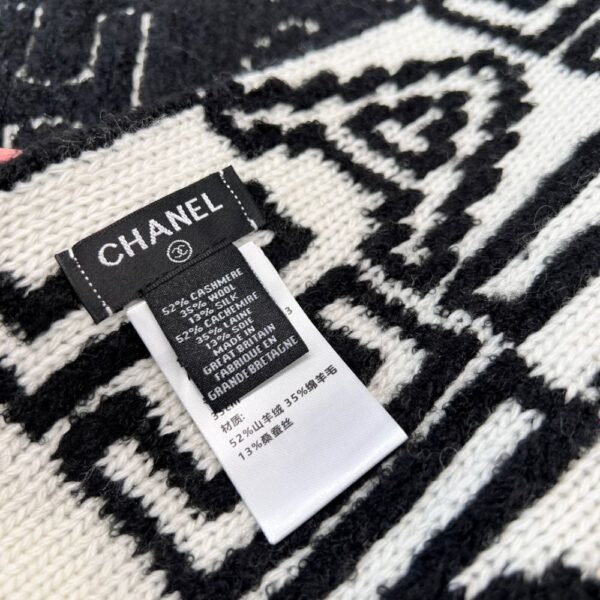 CHANEL
52% CASHMERE
35% WOOL
13% SILK
52% CACHEMIRE
35% LAINE
13% SOIE
MADE IN
GREAT BRITAIN
FABRIQUE EN
GRANDE BRETAGNE
3
材质:
52%山羊绒 35%绵羊毛
13%桑蚕丝